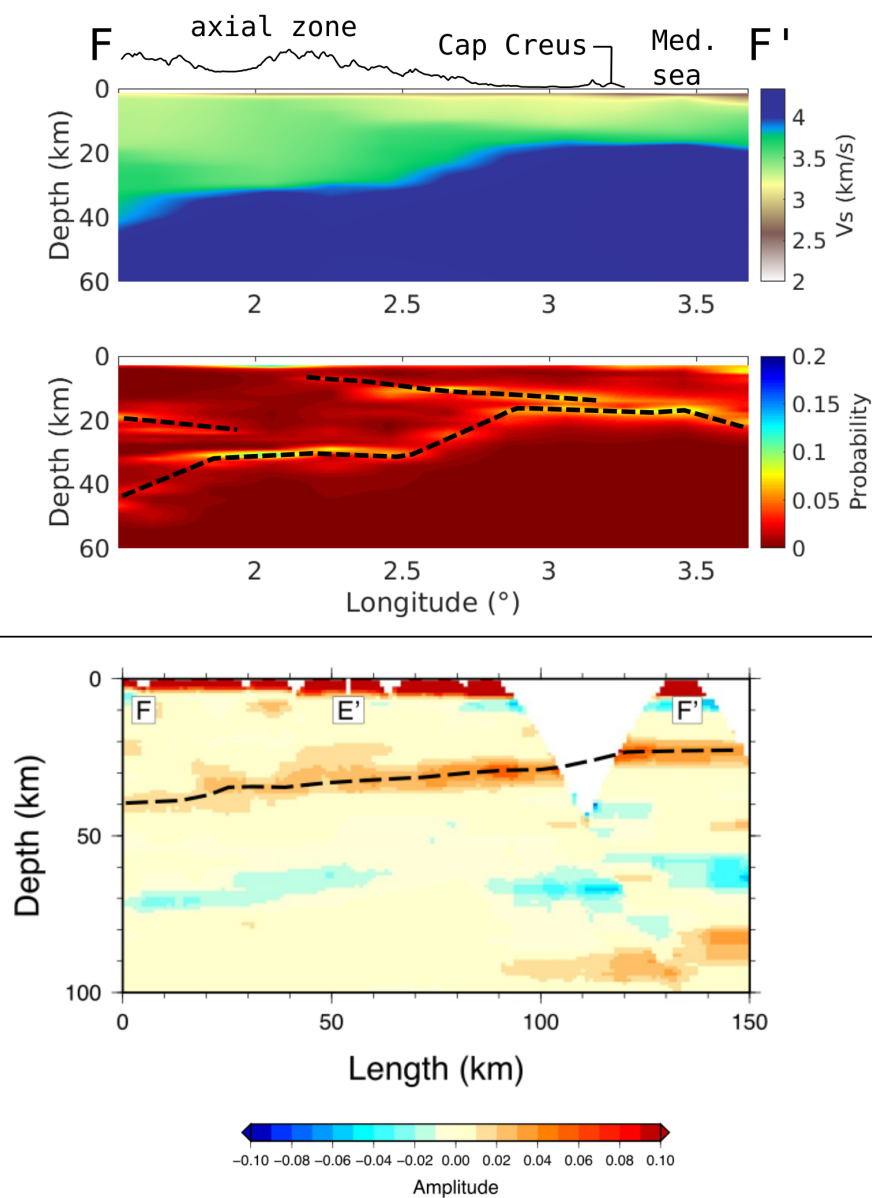 F
axial zone
Cap Creus
Med.
sea
F'
0
20
40
60
Depth (km)
2
2.5
3
3.5
4
3.5
3
2.5
2
Vs (km/s)
0
20
40
60
Depth (km)
2
2.5
3
3.5
Longitude (°)
0.2
0.15
0.1
0.05
0
Probability
0
50
100
Depth (km)
F
E’
F’
0
50
100
150
Length (km)
−0.10 −0.08 −0.06 −0.04 −0.02 0.00 0.02 0.04 0.06 0.08 0.10
Amplitude